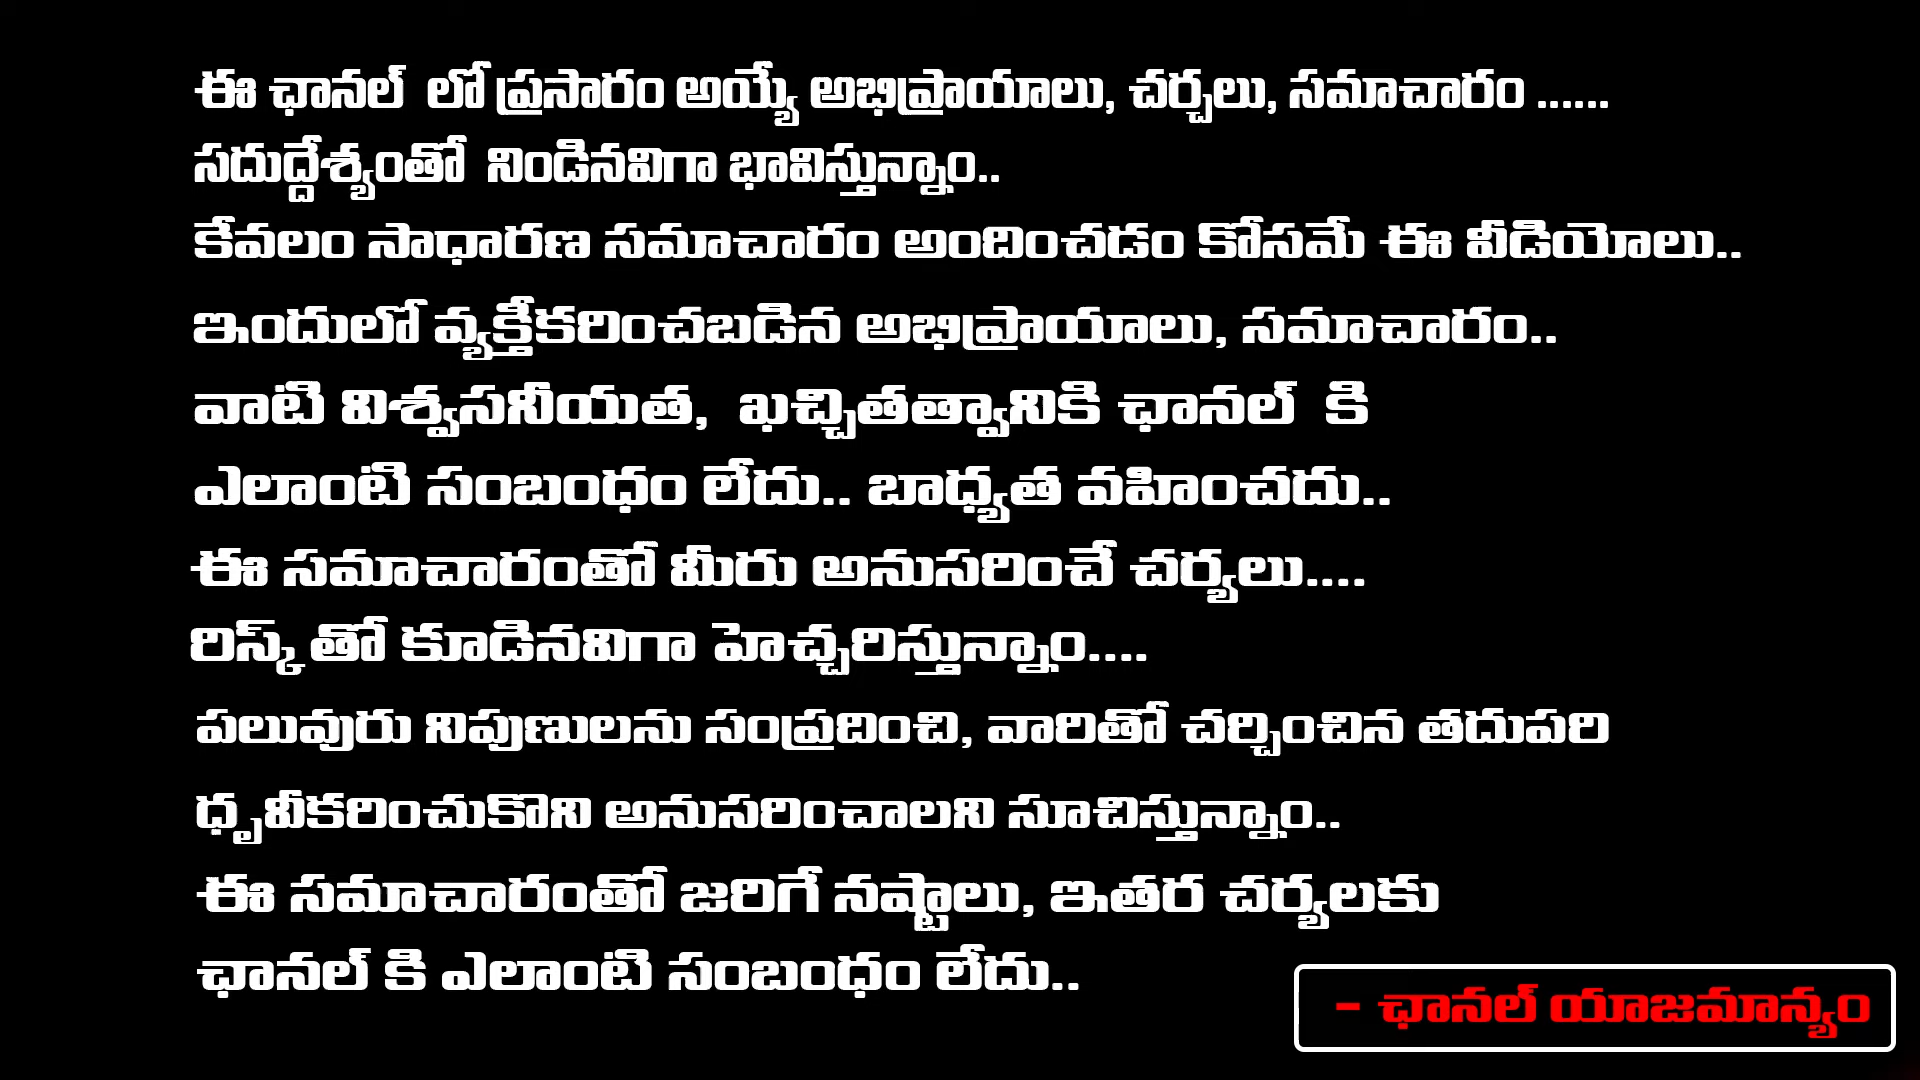 ఈ ఛానల్ లో ప్రసారం అయ్యే అభిప్రాయాలు, చర్చలు, సమాచారం ......
సదుద్దేశ్యంతో నిండినవిగా భావిస్తున్నాం..
కేవలం సాధారణ సమాచారం అందించడం కోసమే ఈ వీడియోలు..
ఇందులో వ్యక్తీకరించబడిన అభిప్రాయాలు, సమాచారం..
వాటి విశ్వసనీయత, ఖచ్చితత్వానికి ఛానల్ కి
ఎలాంటి సంబంధం లేదు.. బాధ్యత వహించదు..
ఈ సమాచారంతో మీరు అనుసరించే చర్యలు....
రిస్క్ తో కూడినవిగా హెచ్చరిస్తున్నాం....
పలువురు నిపుణులను సంప్రదించి, వారితో చర్చించిన తదుపరి
ధృవీకరించుకొని అనుసరించాలని సూచిస్తున్నాం..
ఈ సమాచారంతో జరిగే నష్టాలు, ఇతర చర్యలకు
ఛానల్ కి ఎలాంటి సంబంధం లేదు..
- ఛానల్ యాజమాన్యం